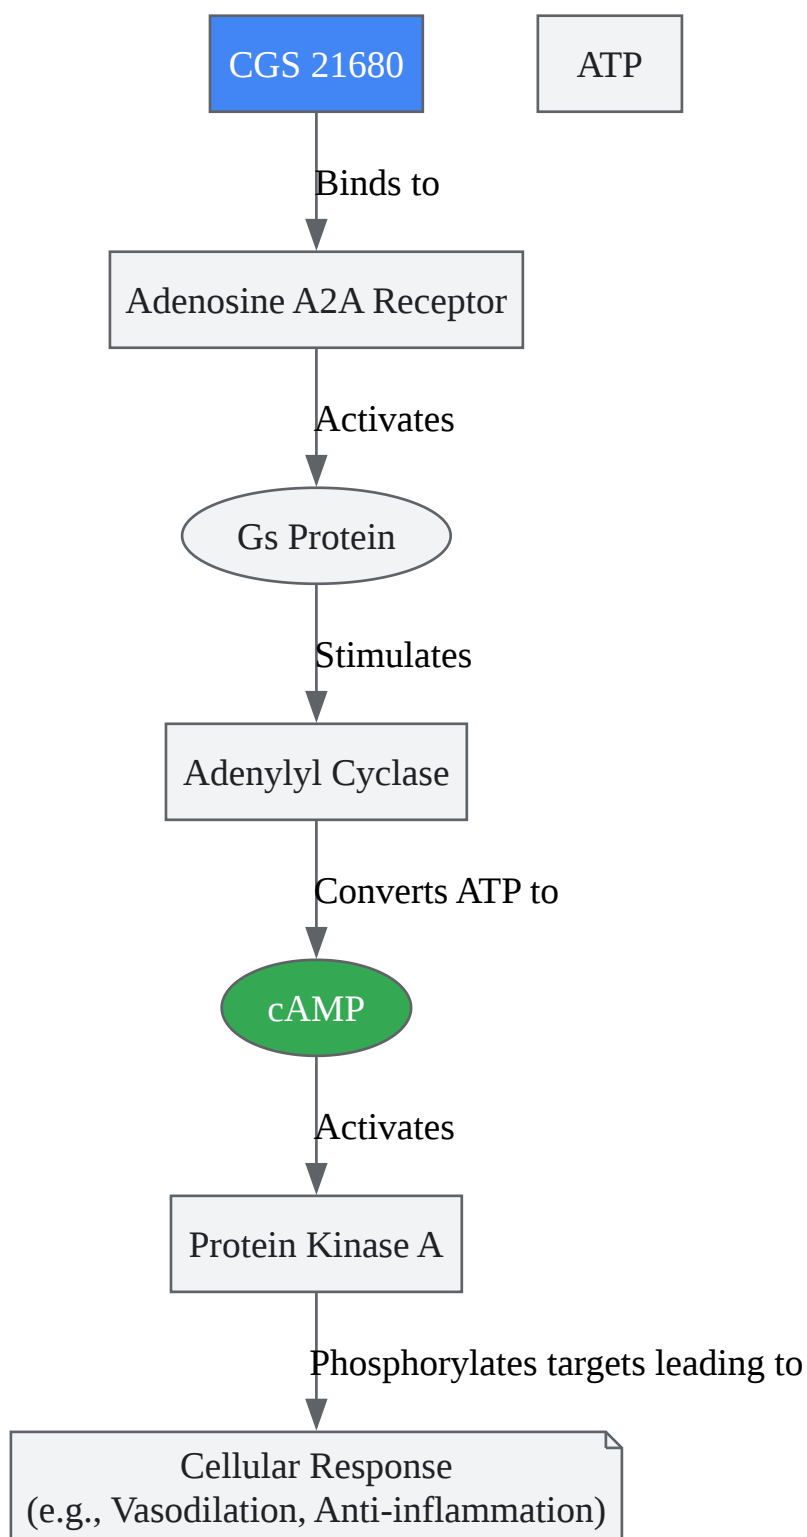 CGS 21680
ATP
Binds to
Adenosine A2A Receptor
Activates
Gs Protein
Stimulates
Adenylyl Cyclase
Converts ATP to
cAMP
Activates
Protein Kinase A
Phosphorylates targets leading to
Cellular Response
(e.g., Vasodilation, Anti-inflammation)